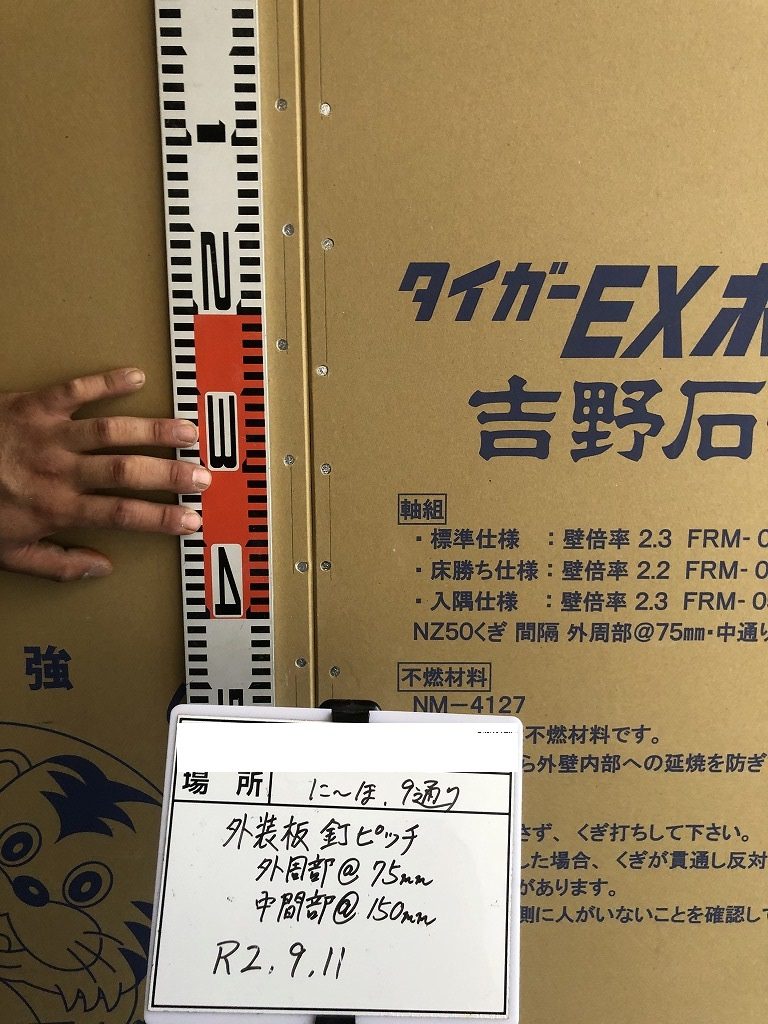 1
2
3
4
タイガーEXボ
吉野石
軸組
・標準仕様 ：壁倍率 2.3 FRM-0
・床勝ち仕様：壁倍率 2.2 FRM-0
・入隅仕様 ：壁倍率 2.3 FRM-0
NZ50くぎ 間隔 外周部@75mm・中通り
強
不燃材料
NM-4127
不燃材料です。
ら外壁内部への延焼を防ぎ
さず、くぎ打ちして下さい。
した場合、くぎが貫通し反対
があります。
側に人がいないことを確認し
場 所 に～ほ、9通り
外装板 釘ピッチ
外周部@75mm
中間部@150mm
R2.9.11